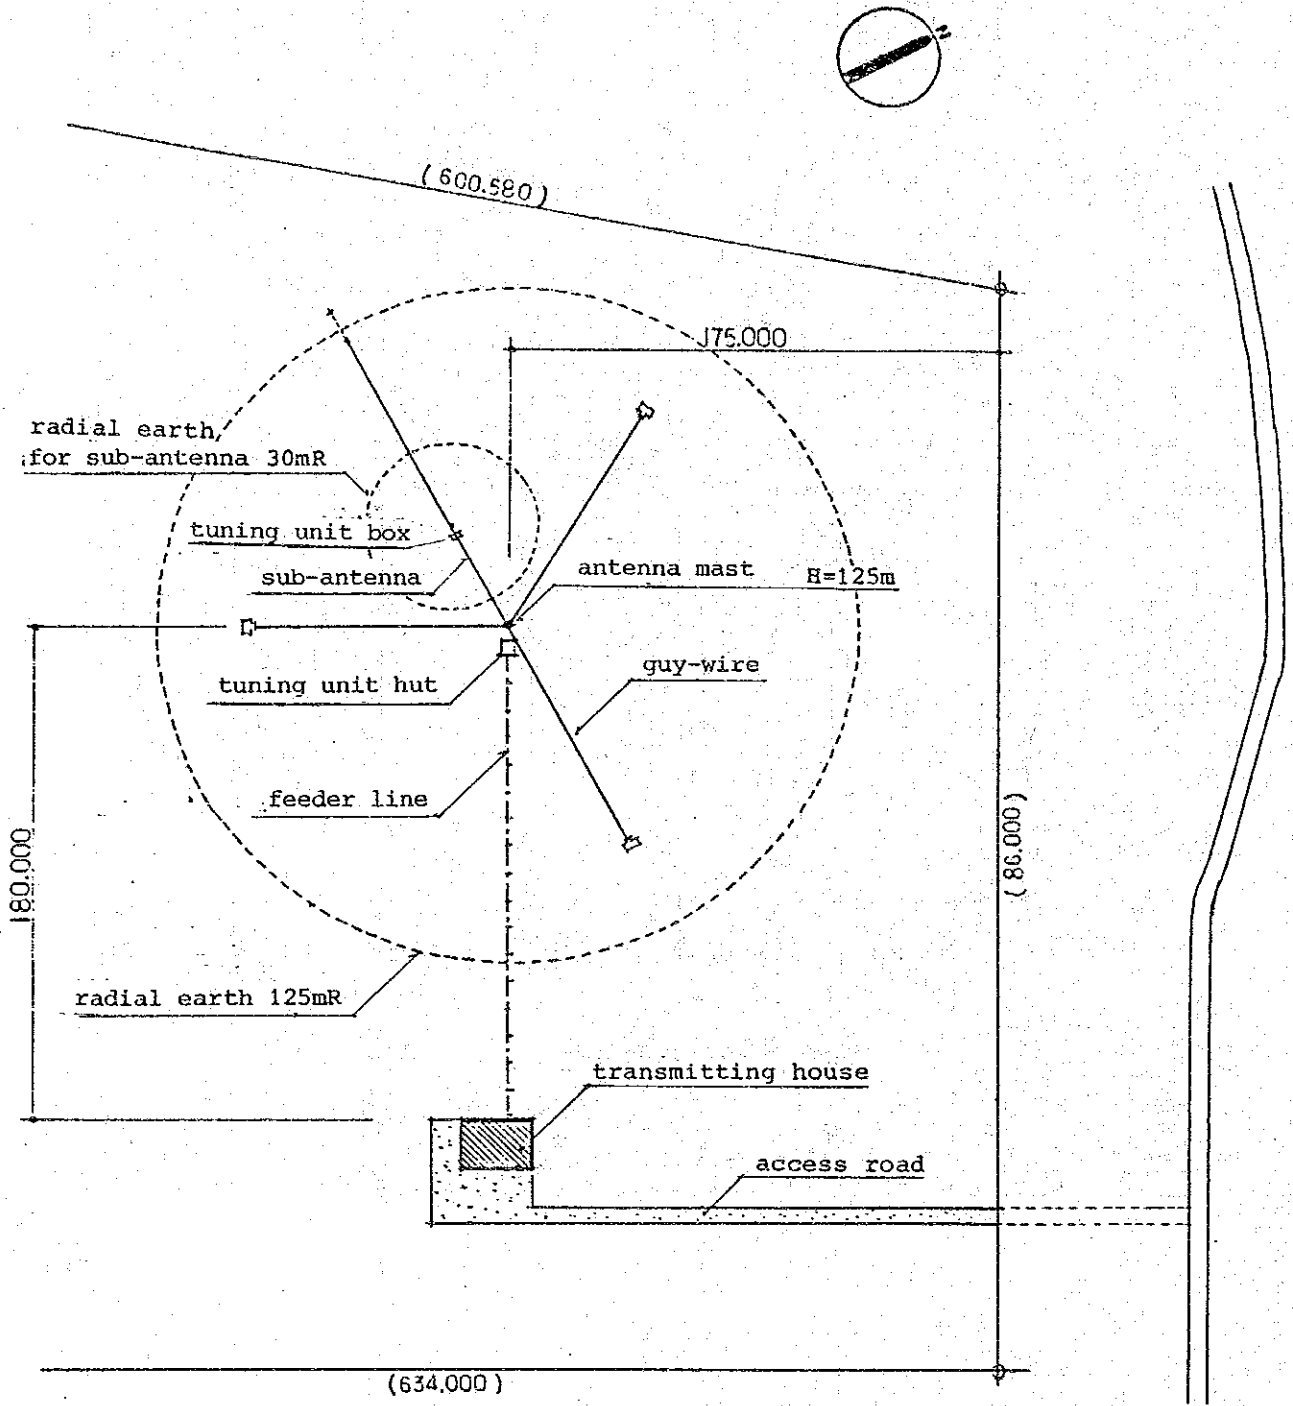 N
( 600.580 )
175.000
radial earth
for sub-antenna 30mR
tuning unit box
sub-antenna
antenna mast H=125m
tuning unit hut
guy-wire
feeder line
180.000
( 86.000 )
radial earth 125mR
transmitting house
access road
(634.000 )